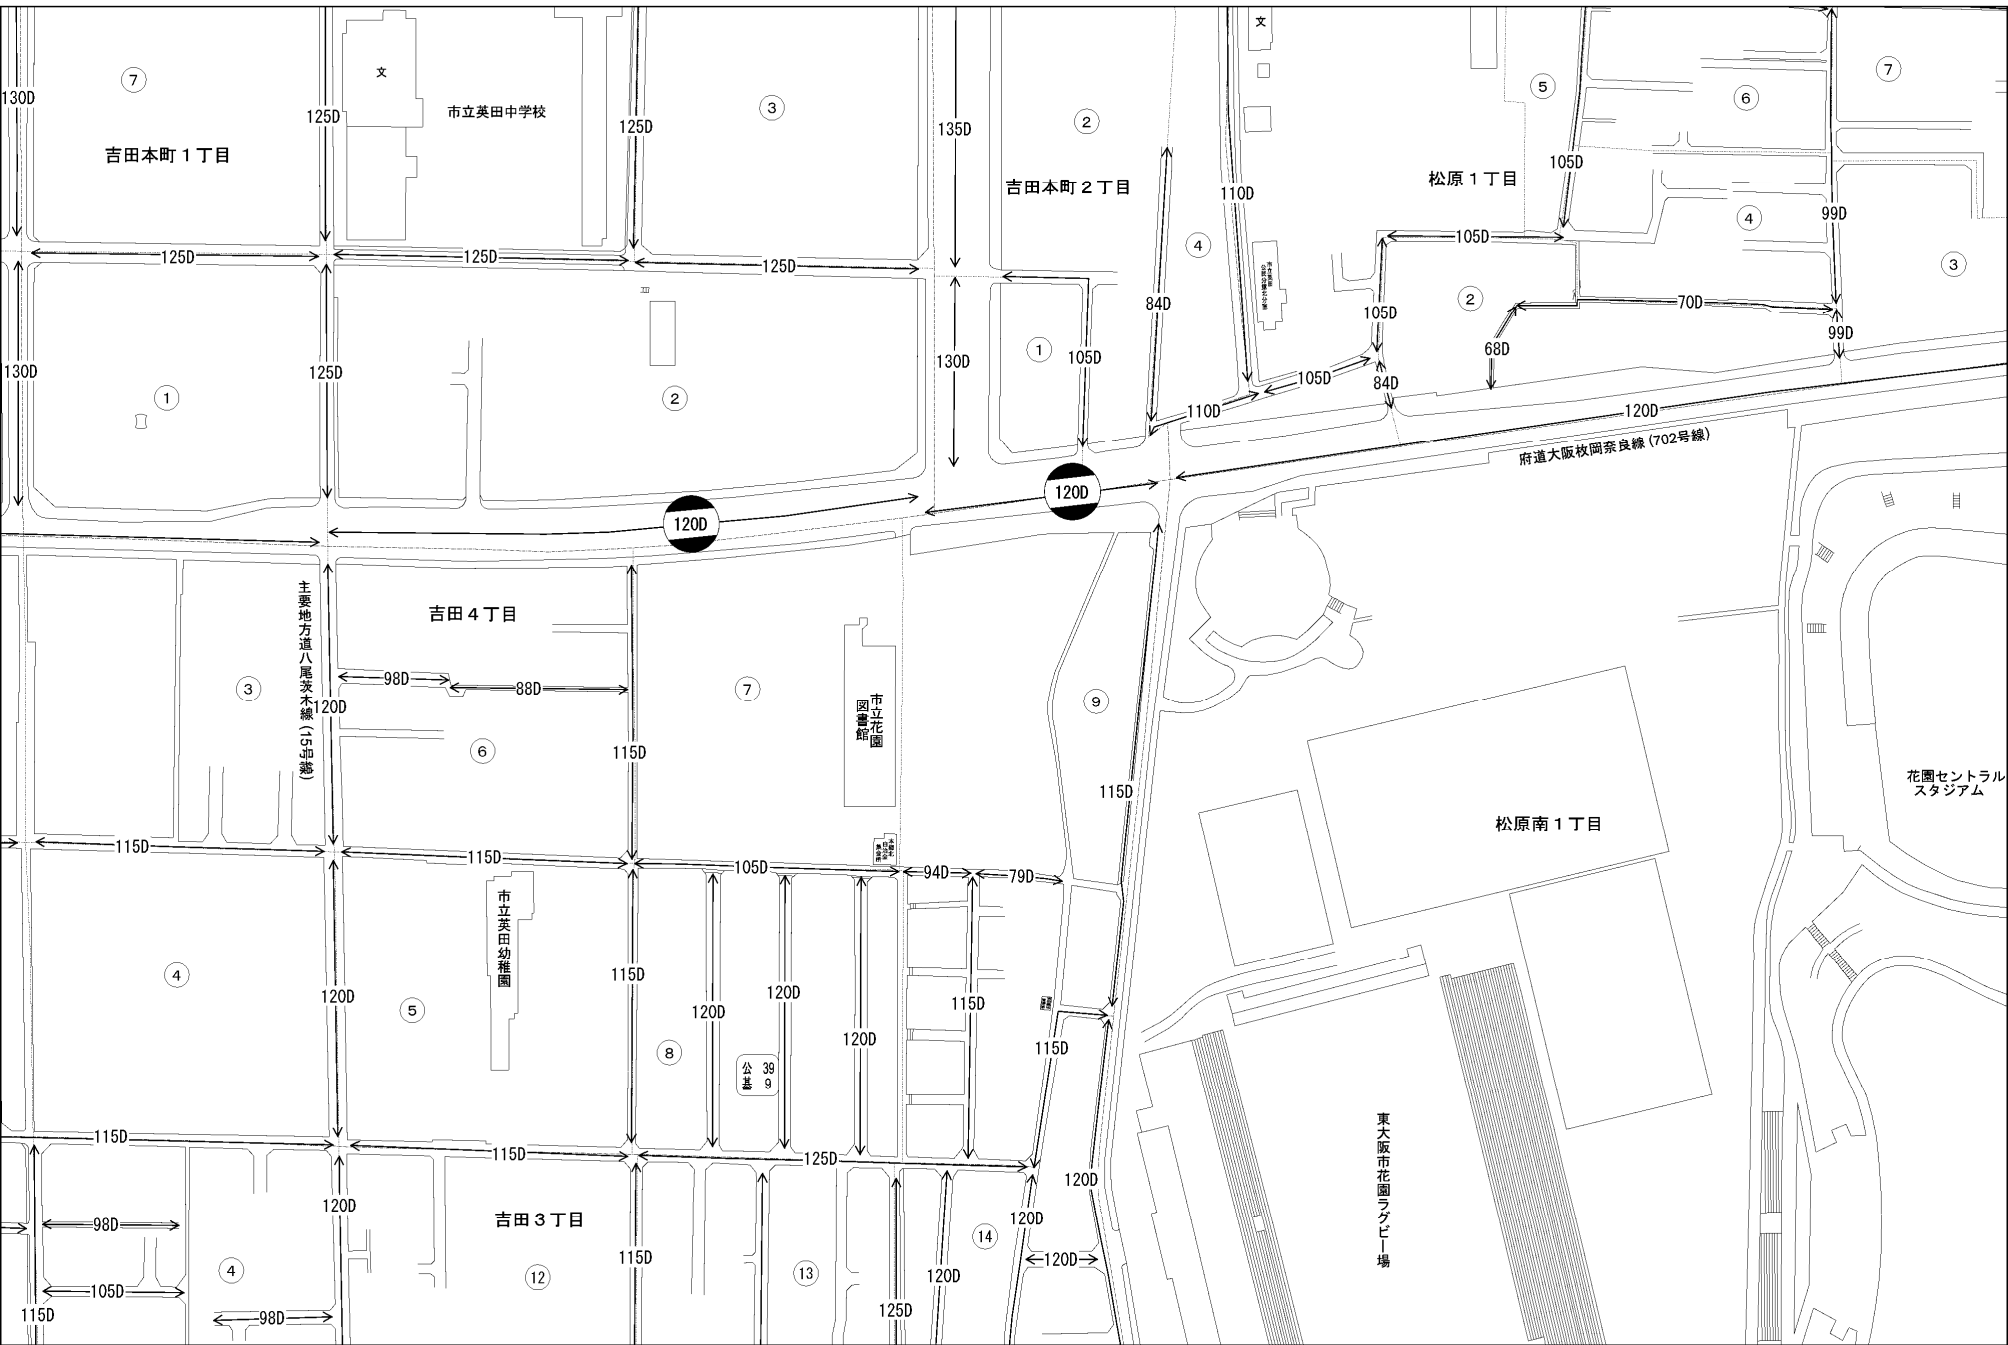 文
⑦
③
②
⑤
⑥
⑦
130D
125D
市立英田中学校
125D
135D
吉田本町1丁目
吉田本町2丁目
松原1丁目
105D
110D
④
99D
④
105D
③
125D
125D
125D
84D
②
70D
105D
99D
68D
130D
125D
130D
①
105D
105D
84D
①
②
110D
120D
府道大阪枚岡奈良線(702号線)
120D
120D
主要地方道八尾茨木線(15号線)
吉田4丁目
98D
88D
③
120D
⑦
市立花園
図書館
⑨
⑥
115D
115D
花園セントラル
スタジアム
松原南1丁目
115D
115D
105D
94D
79D
市立英田幼稚園
④
⑤
120D
115D
120D
120D
120D
115D
115D
⑧
公 39
基 9
115D
115D
125D
東大阪市花園ラグビー場
120D
120D
98D
吉田3丁目
120D
⑭
115D
120D
④
⑫
⑬
105D
120D
125D
115D
98D
文